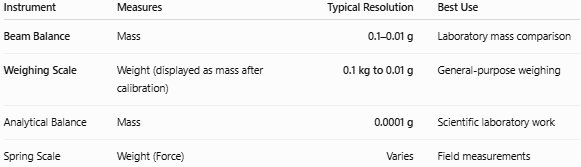 Instrument Measures Typical Resolution Best Use
Beam Balance Mass 0.1–0.01 g Laboratory mass comparison
Weighing Scale Weight (displayed as mass after 0.1 kg to 0.01 g General-purpose weighing
calibration)
Analytical Balance Mass 0.0001 g Scientific laboratory work
Spring Scale Weight (Force) Varies Field measurements